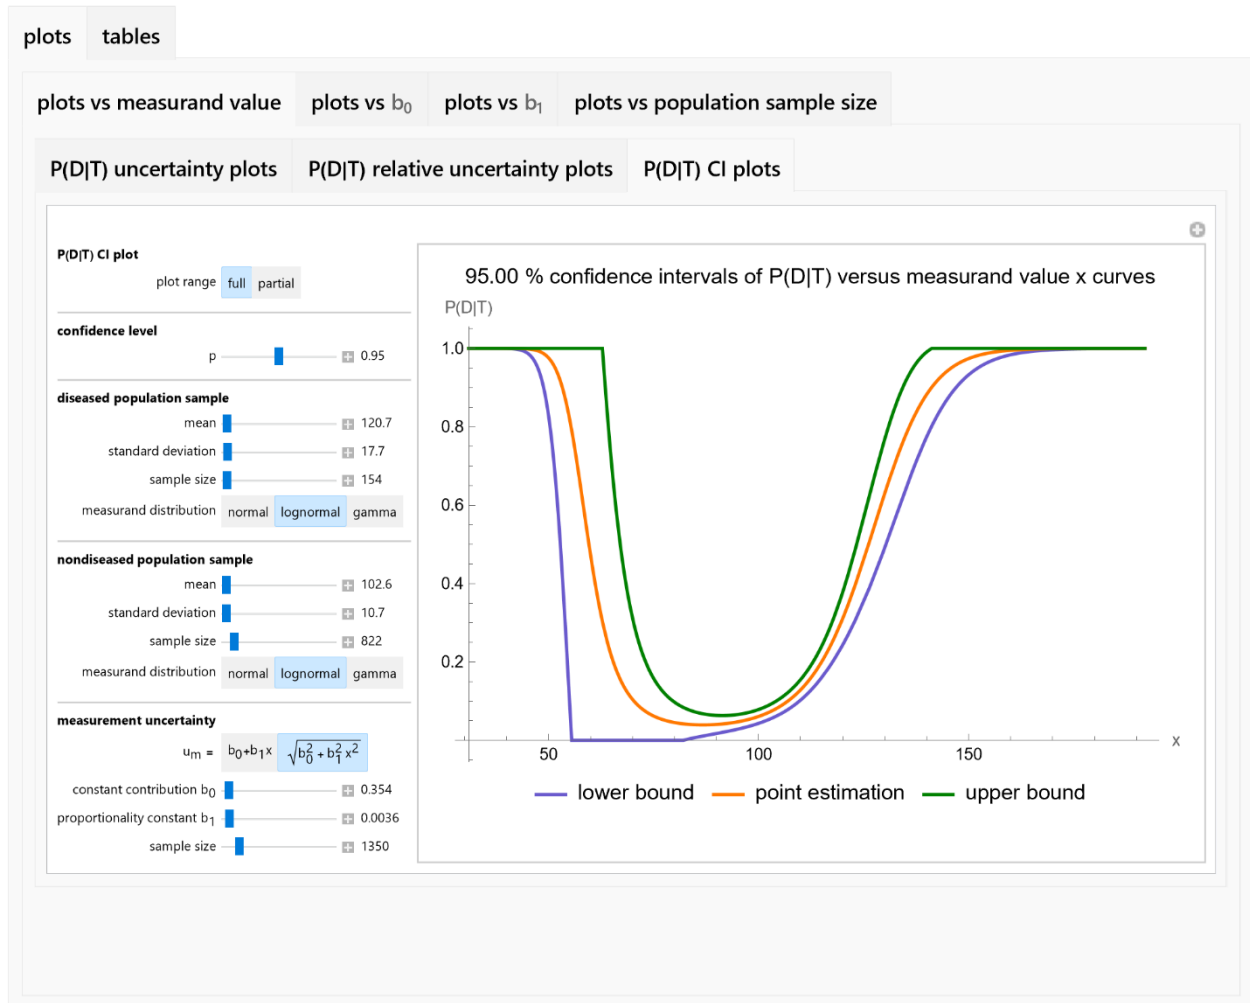 plots tables
plots vs measurand value plots vs b0 plots vs b1 plots vs population sample size
P(D|T) uncertainty plots P(D|T) relative uncertainty plots P(D|T) CI plots
P(D|T) CI plot
plot range full partial
confidence level
p 0.95
diseased population sample
mean 120.7
standard deviation 17.7
sample size 154
measurand distribution normal lognormal gamma
nondiseased population sample
mean 102.6
standard deviation 10.7
sample size 822
measurand distribution normal lognormal gamma
measurement uncertainty
um = b0+b1x √(b0² + b1² x²)
constant contribution b0 0.354
proportionality constant b1 0.0036
sample size 1350
95.00 % confidence intervals of P(D|T) versus measurand value x curves
P(D|T)
1.0
0.8
0.6
0.4
0.2
50 100 150 x
lower bound point estimation upper bound